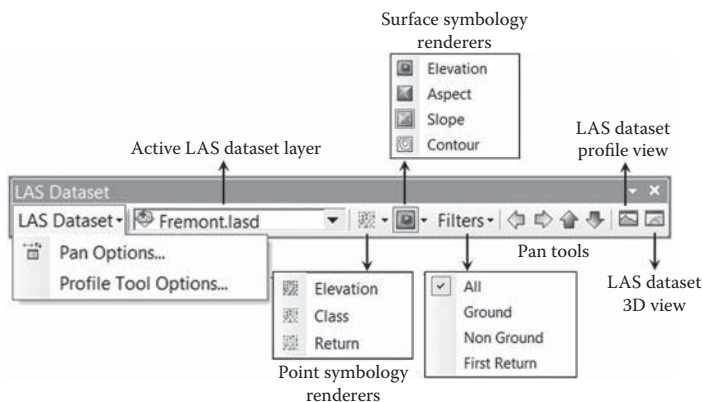 Surface symbology
renderers
Elevation
Aspect
Slope
Contour
Active LAS dataset layer
LAS dataset
profile view
LAS Dataset
LAS Dataset
Fremont.lasd
Filters
Pan Options...
Profile Tool Options...
Pan tools
Elevation
Class
Return
Point symbology
renderers
All
Ground
Non Ground
First Return
LAS dataset
3D view